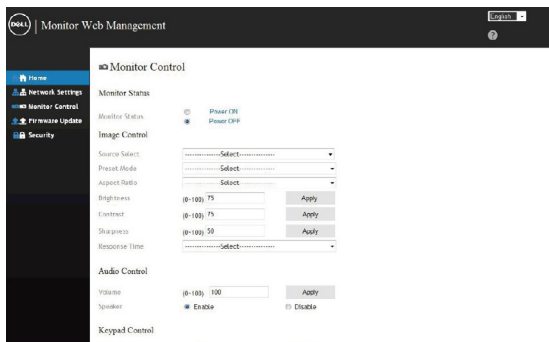 DELL | Monitor Web Management
English
?
Home
Network Settings
Monitor Control
Firmware Update
Security
Monitor Control
Monitor Status
Monitor Status
Power ON
Power OFF
Image Control
Source Select ---------------Select---------------
Preset Mode ---------------Select---------------
Aspect Ratio ---------------Select---------------
Brightness (0~100) 75 Apply
Contrast (0~100) 75 Apply
Sharpness (0~100) 50 Apply
Response Time ---------------Select---------------
Audio Control
Volume (0~100) 100 Apply
Speaker Enable Disable
Keypad Control